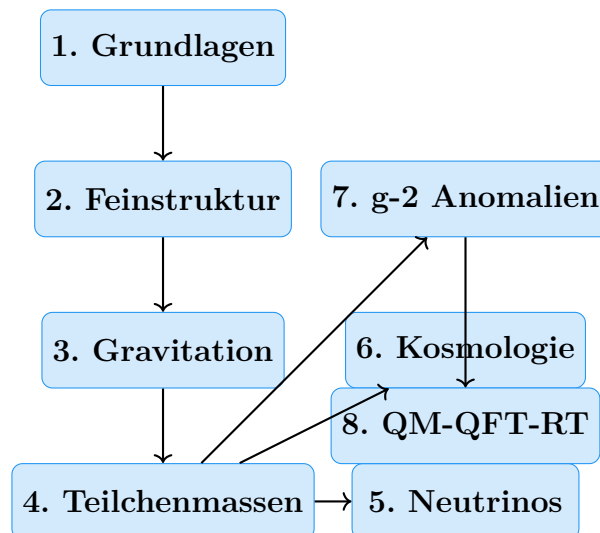 1. Grundlagen
2. Feinstruktur
7. g-2 Anomalien
3. Gravitation
6. Kosmologie
8. QM-QFT-RT
4. Teilchenmassen
5. Neutrinos